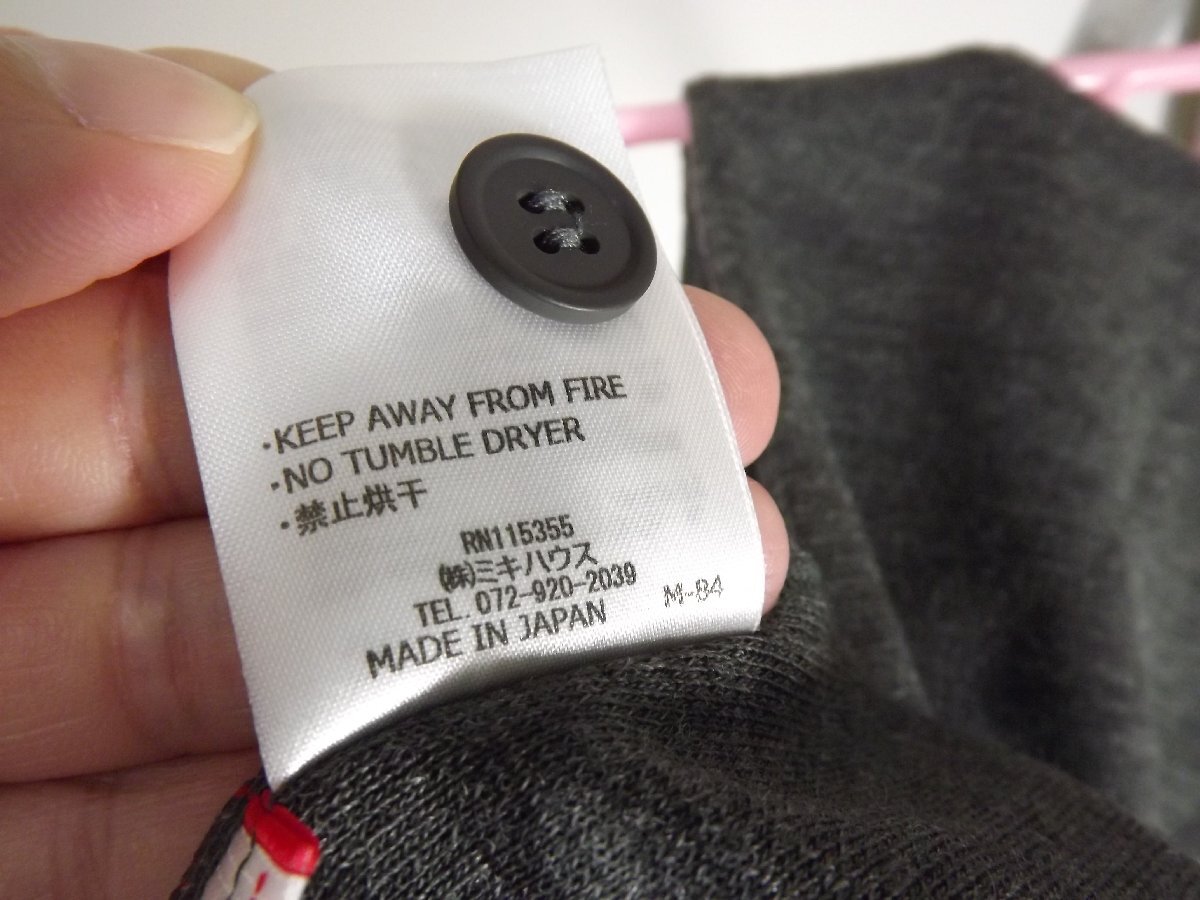 ・KEEP AWAY FROM FIRE
・NO TUMBLE DRYER
・禁止烘干
RN115355
㈱ミキハウス
TEL. 072-920-2039
MADE IN JAPAN
M-84